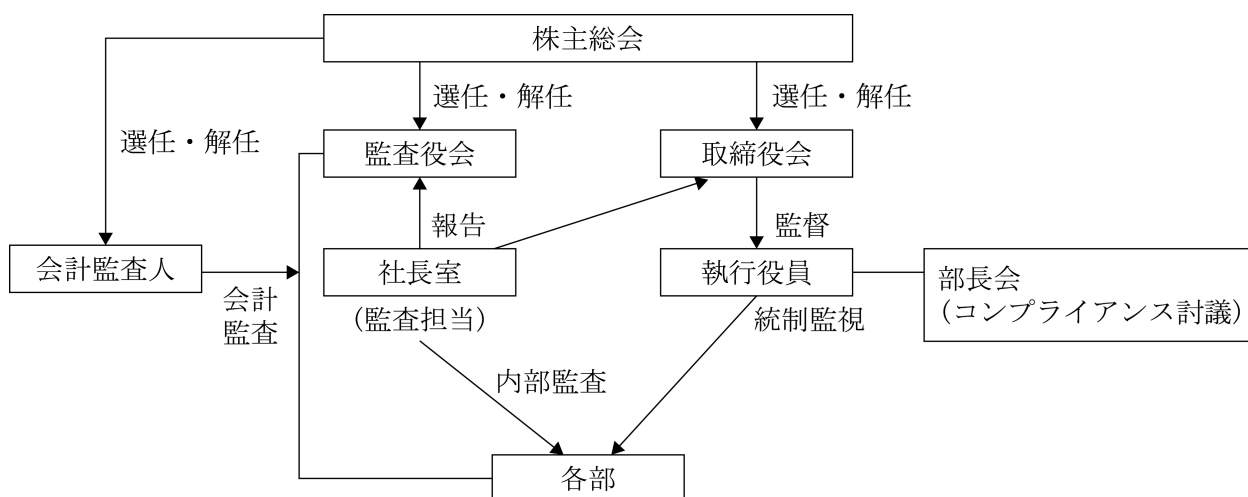 株主総会
選任・解任
選任・解任
選任・解任
監査役会
取締役会
報告
監督
会計監査人
社長室
(監査担当)
執行役員
部長会
(コンプライアンス討議)
会計
監査
統制監視
内部監査
各部